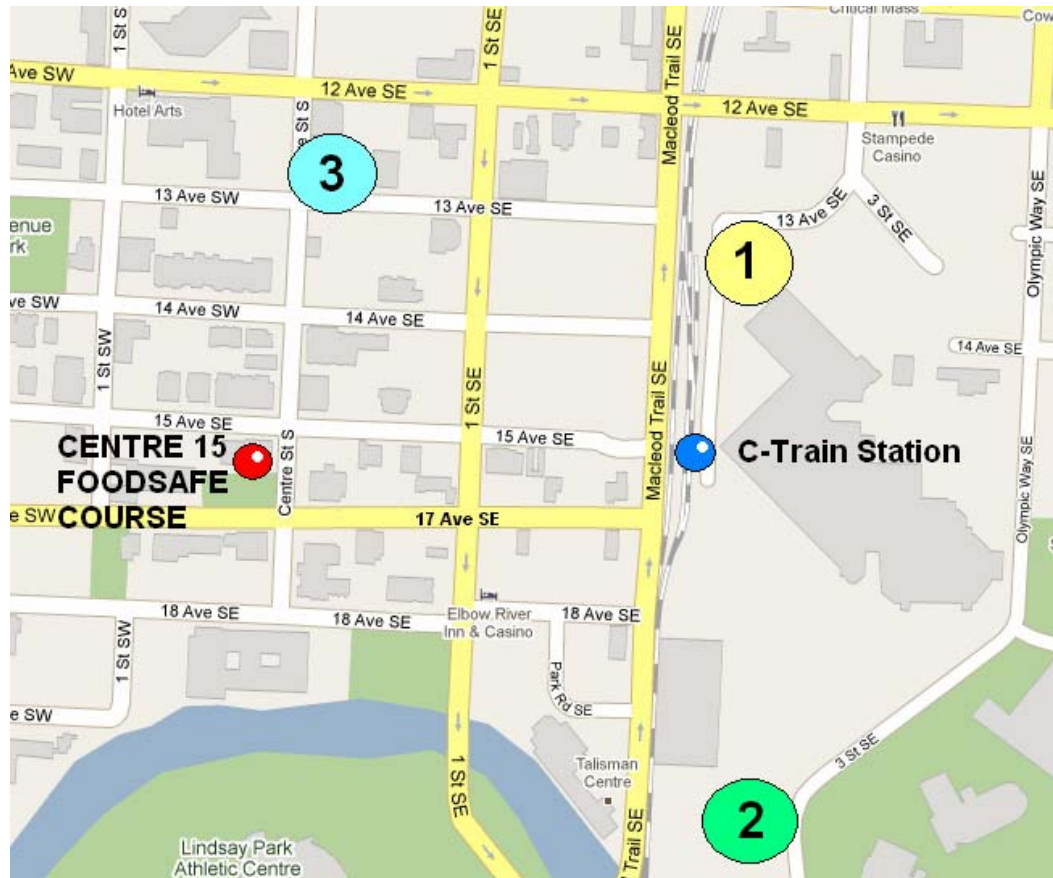 Critical Mass
Cow
1 St S
1 St SE
Macleod Trail SE
Ave SW
12 Ave SE
12 Ave SE
Hotel Arts
Stampede
Casino
e St S
3
13 Ave SW
13 Ave SE
13 Ave SE
3 St SE
Olympic Way SE
enue
rk
1
ve SW
14 Ave SW
14 Ave SE
14 Ave SE
1 St SW
1 St SE
Macleod Trail SE
15 Ave SE
15 Ave SE
CENTRE 15
FOODSAFE
COURSE
Centre St S
C-Train Station
Olympic Way SE
e SW
17 Ave SE
18 Ave SE
18 Ave SE
Elbow River
Inn & Casino
18 Ave SE
1 St SW
Park Rd SE
e SW
3 St SE
Talisman
Centre
1 St SE
2
Trail SE
Lindsay Park
Athletic Centre